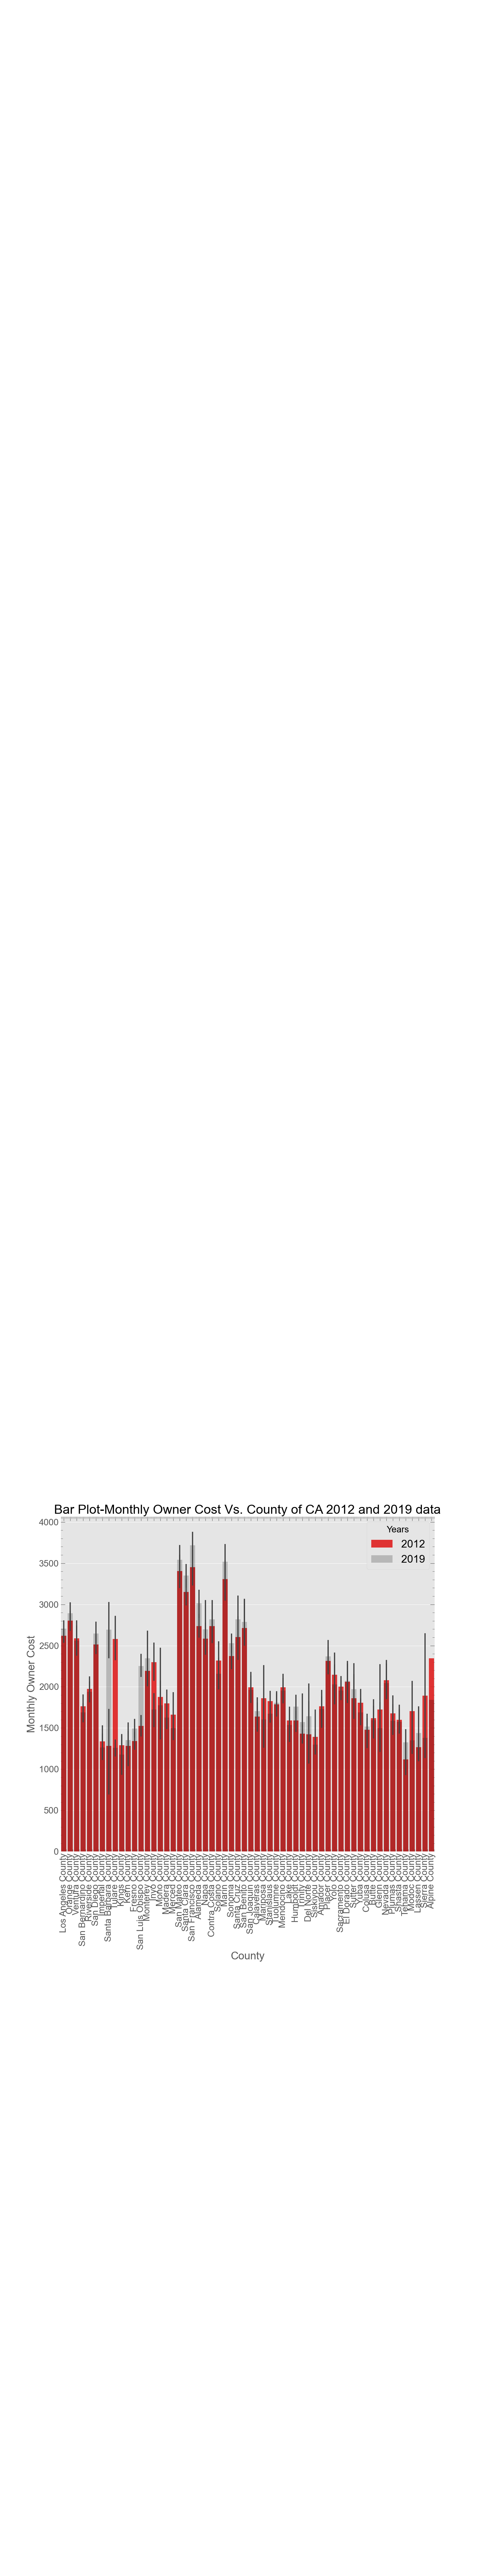 Bar Plot-Monthly Owner Cost Vs. County of CA 2012 and 2019 data
Years
2012
2019
4000
3500
3000
2500
2000
1500
1000
500
0
Monthly Owner Cost
Los Angeles County
Orange County
Ventura County
San Bernardino County
Riverside County
San Diego County
Imperial County
Santa Barbara County
Tulare County
Kings County
Kern County
Fresno County
San Luis Obispo County
Monterey County
Inyo County
Mono County
Madera County
Merced County
San Mateo County
Santa Clara County
San Francisco County
Alameda County
Napa County
Contra Costa County
Solano County
Marin County
Sonoma County
Santa Cruz County
San Benito County
San Joaquin County
Calaveras County
Mariposa County
Stanislaus County
Tuolumne County
Mendocino County
Lake County
Humboldt County
Trinity County
Del Norte County
Siskiyou County
Amador County
Placer County
Yolo County
Sacramento County
El Dorado County
Sutter County
Yuba County
Colusa County
Butte County
Glenn County
Nevada County
Plumas County
Shasta County
Tehama County
Modoc County
Lassen County
Sierra County
Alpine County
County